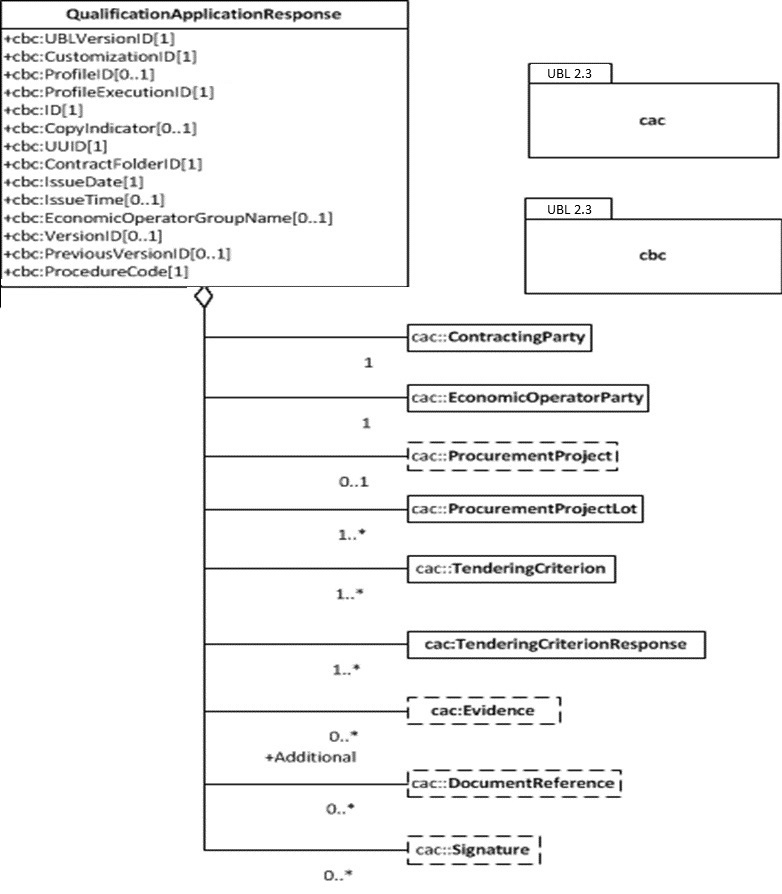 QualificationApplicationResponse
+cbc:UBLVersionID[1]
+cbc:CustomizationID[1]
+cbc:ProfileID[0..1]
+cbc:ProfileExecutionID[1]
+cbc:ID[1]
+cbc:CopyIndicator[0..1]
+cbc:UUID[1]
+cbc:ContractFolderID[1]
+cbc:IssueDate[1]
+cbc:IssueTime[0..1]
+cbc:EconomicOperatorGroupName[0..1]
+cbc:VersionID[0..1]
+cbc:PreviousVersionID[0..1]
+cbc:ProcedureCode[1]
UBL 2.3
cac
UBL 2.3
cbc
cac::ContractingParty
1
cac::EconomicOperatorParty
1
cac::ProcurementProject
0..1
cac::ProcurementProjectLot
1..*
cac::TenderingCriterion
1..*
cac:TenderingCriterionResponse
1..*
cac:Evidence
0..*
+Additional
cac::DocumentReference
0..*
cac::Signature
0..*